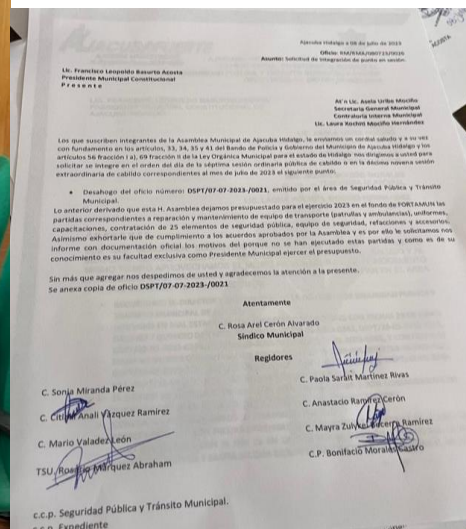 AJACUBA
Ajacuba Hidalgo a 08 de julio de 2023
Asunto: Solicitud de integración de punto en sesión.
Lic. Francisco Leopoldo Basurto Acosta
Presidente Municipal Constitucional
P r e s e n t e
At'n Lic. Asela Uribe Mociño
Secretaria General Municipal
Contraloría Interna Municipal
Lic. Laura Xochitl Mociño Hernández
Los que suscriben integrantes de la Asamblea Municipal de Ajacuba Hidalgo, le enviamos un cordial saludo y a su vez
con fundamento en los artículos, 33, 34, 35 y 41 del Bando de Policía y Gobierno del Municipio de Ajacuba Hidalgo y los
artículos 56 fracción I a), 69 fracción II de la Ley Orgánica Municipal para el estado de Hidalgo nos dirigimos a usted para
solicitar se integre en el orden del día de la séptima sesión ordinaria pública de cabildo o en la décima novena sesión
extraordinaria de cabildo correspondientes al mes de julio de 2023 el siguiente punto:
• Desahogo del oficio número: DSPT/07-07-2023-/0021, emitido por el área de Seguridad Pública y Tránsito
Municipal.
Lo anterior derivado que esta H. Asamblea dejamos presupuestado para el ejercicio 2023 en el fondo de FORTAMUN las
partidas correspondientes a reparación y mantenimiento de equipo de transporte (patrullas y ambulancias), uniformes,
capacitaciones, contratación de 25 elementos de seguridad pública, equipo de seguridad, refacciones y accesorios.
Asimismo exhortarle que de cumplimiento a los acuerdos aprobados por la Asamblea y es por ello le solicitamos nos
informe con documentación oficial los motivos del porque no se han ejecutado estas partidas y como es de su
conocimiento es su facultad exclusiva como Presidente Municipal ejercer el presupuesto.
Sin más que agregar nos despedimos de usted y agradecemos la atención a la presente.
Se anexa copia de oficio DSPT/07-07-2023-/0021
Atentamente
C. Rosa Arel Cerón Alvarado
Síndico Municipal
Regidores
C. Sonia Miranda Pérez
C. Paola Sarait Martínez Rivas
C. Anali Vázquez Ramírez
C. Anastacio Ramírez Cerón
C. Mario Valadez León
C. Mayra Becerra Ramírez
TSU. Márquez Abraham
C.P. Bonifacio Morales Castro
c.c.p. Seguridad Pública y Tránsito Municipal.
c.c.p. Expediente